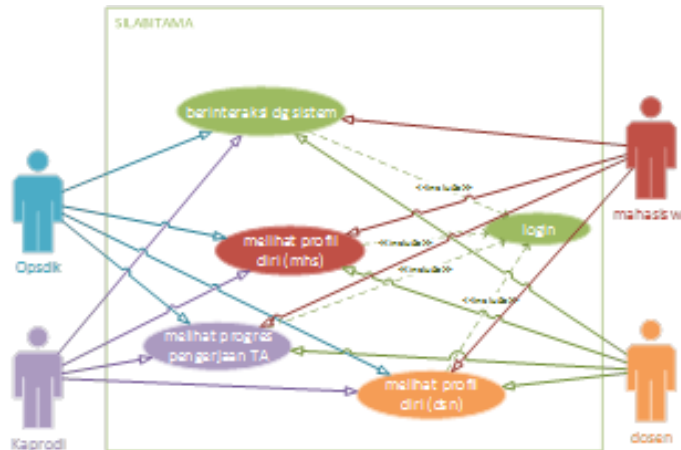 SILABITAMA
berinteraksi dg sistem
<<include>>
mahasisw
Opsdik
melihat profil
diri (mhs)
<<include>>
login
<<include>>
<<include>>
melihat progres
pengerjaan TA
melihat profil
diri (dsn)
Kaprodi
dosen